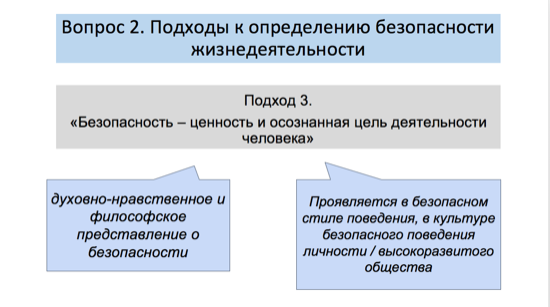 Вопрос 2. Подходы к определению безопасности
жизнедеятельности
Подход 3.
«Безопасность – ценность и осознанная цель деятельности
человека»
духовно-нравственное и
философское
представление о
безопасности
Проявляется в безопасном
стиле поведения, в культуре
безопасного поведения
личности / высокоразвитого
общества